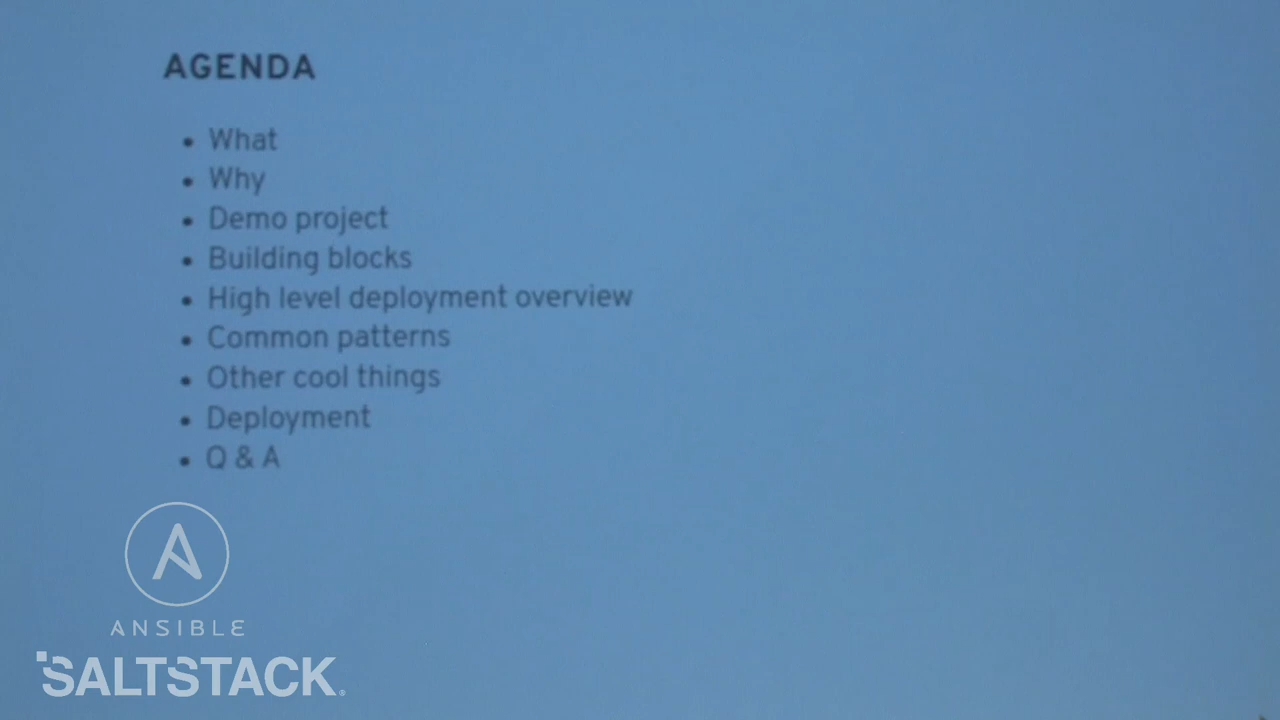 AGENDA
• What
• Why
• Demo project
• Building blocks
• High level deployment overview
• Common patterns
• Other cool things
• Deployment
• Q & A
ANSIBLE
SALTSTACK®